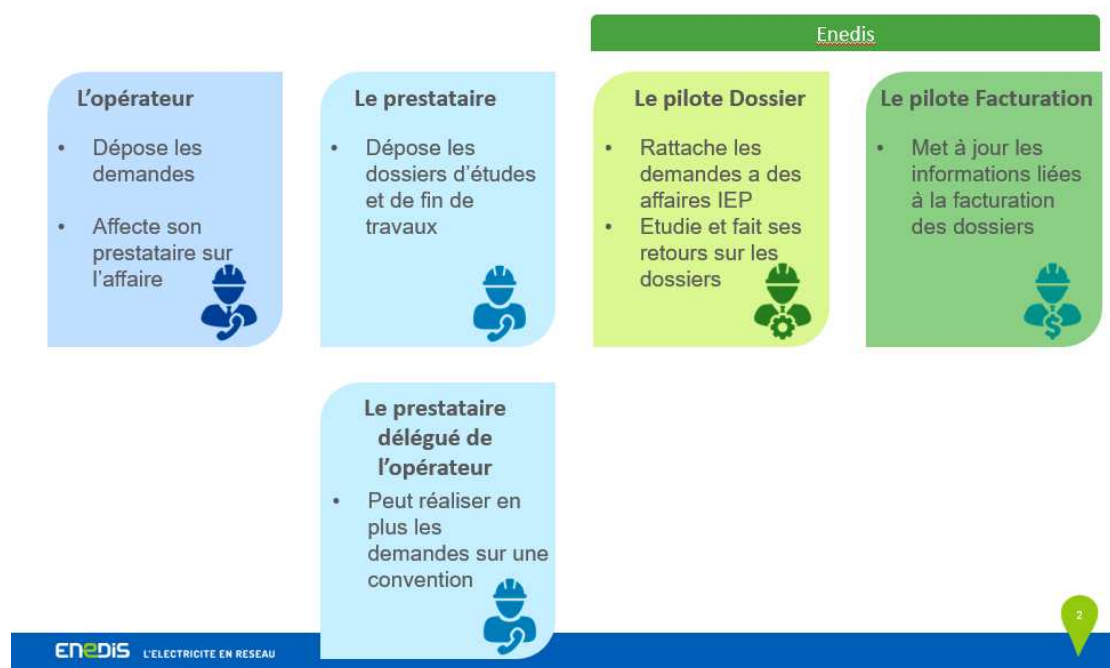 Enedis
L'opérateur
• Dépose les
demandes
• Affecte son
prestataire sur
l'affaire
Le prestataire
• Dépose les
dossiers d'études
et de fin de
travaux
Le pilote Dossier
• Rattache les
demandes a des
affaires IEP
• Etudie et fait ses
retours sur les
dossiers
Le pilote Facturation
• Met à jour les
informations liées
à la facturation
des dossiers
Le prestataire
délégué de
l'opérateur
• Peut réaliser en
plus les
demandes sur une
convention
2
ENEDIS L'ELECTRICITE EN RESEAU